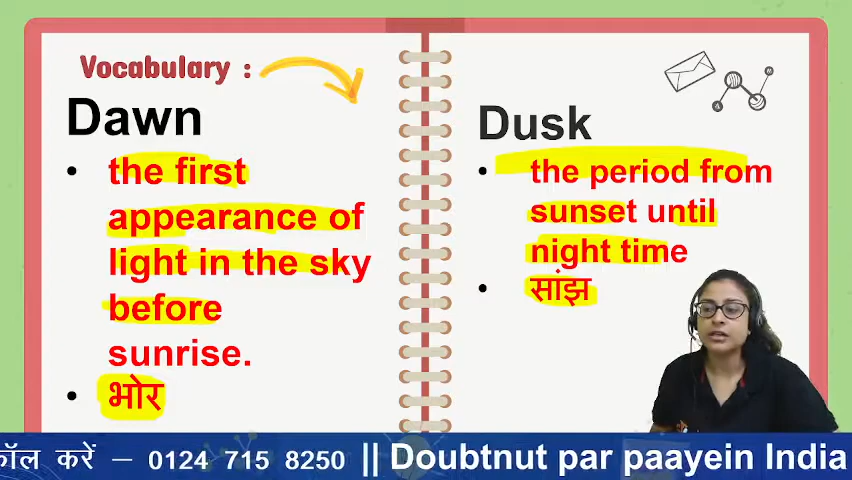 Vocabulary :
Dawn
• the first
appearance of
light in the sky
before
sunrise.
• भोर
Dusk
• the period from
sunset until
night time
• सांझ
कॉल करें – 0124 715 8250 || Doubtnut par paayein India